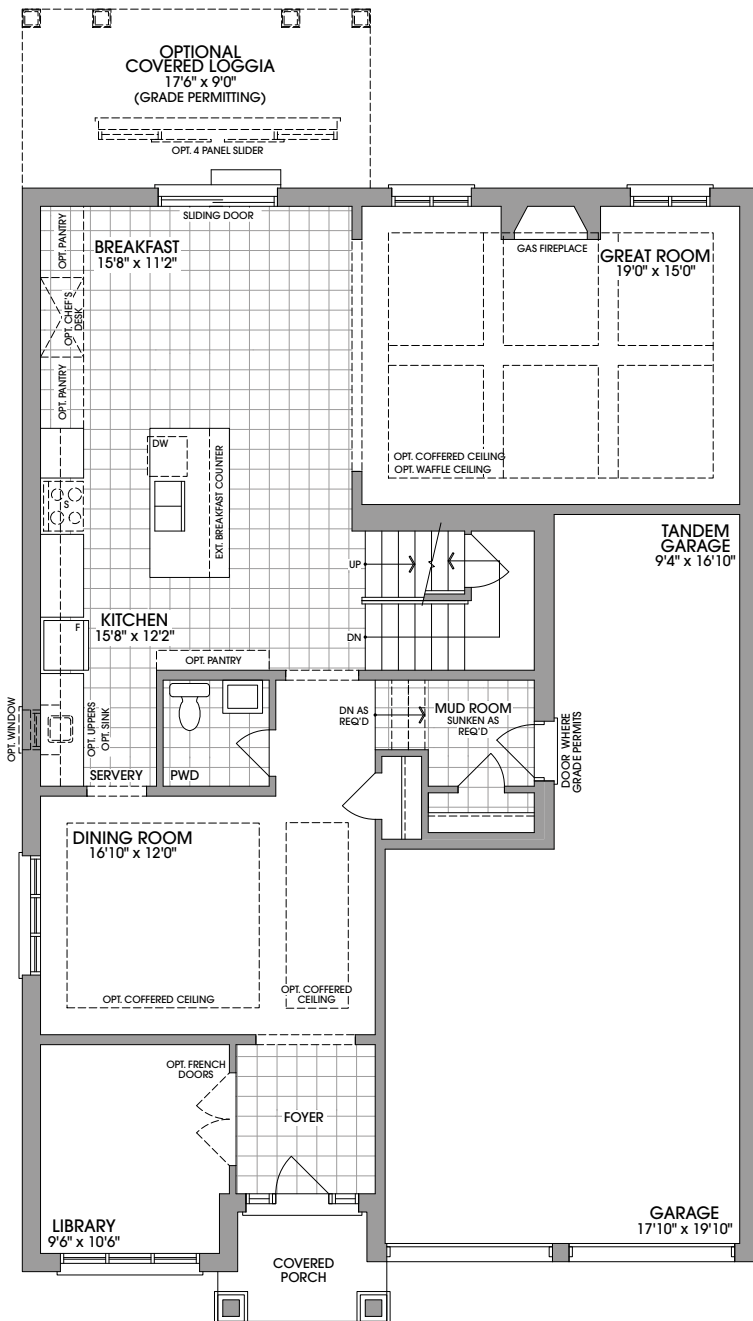 OPTIONAL
COVERED LOGGIA
17'6" x 9'0"
(GRADE PERMITTING)
OPT. 4 PANEL SLIDER
SLIDING DOOR
OPT. PANTRY
BREAKFAST
15'8" x 11'2"
GAS FIREPLACE
GREAT ROOM
19'0" x 15'0"
OPT. CHEF'S
DESK
OPT. PANTRY
DW
EXT. BREAKFAST COUNTER
OPT. COFFERED CEILING
OPT. WAFFLE CEILING
S
TANDEM
GARAGE
9'4" x 16'10"
UP
KITCHEN
15'8" x 12'2"
F
DN
OPT. PANTRY
OPT. WINDOW
OPT. UPPERS
OPT. SINK
SERVERY
PWD
DN AS
REQ'D
MUD ROOM
SUNKEN AS
REQ'D
DOOR WHERE
GRADE PERMITS
DINING ROOM
16'10" x 12'0"
OPT. COFFERED CEILING
OPT. COFFERED
CEILING
OPT. FRENCH
DOORS
FOYER
LIBRARY
9'6" x 10'6"
GARAGE
17'10" x 19'10"
COVERED
PORCH